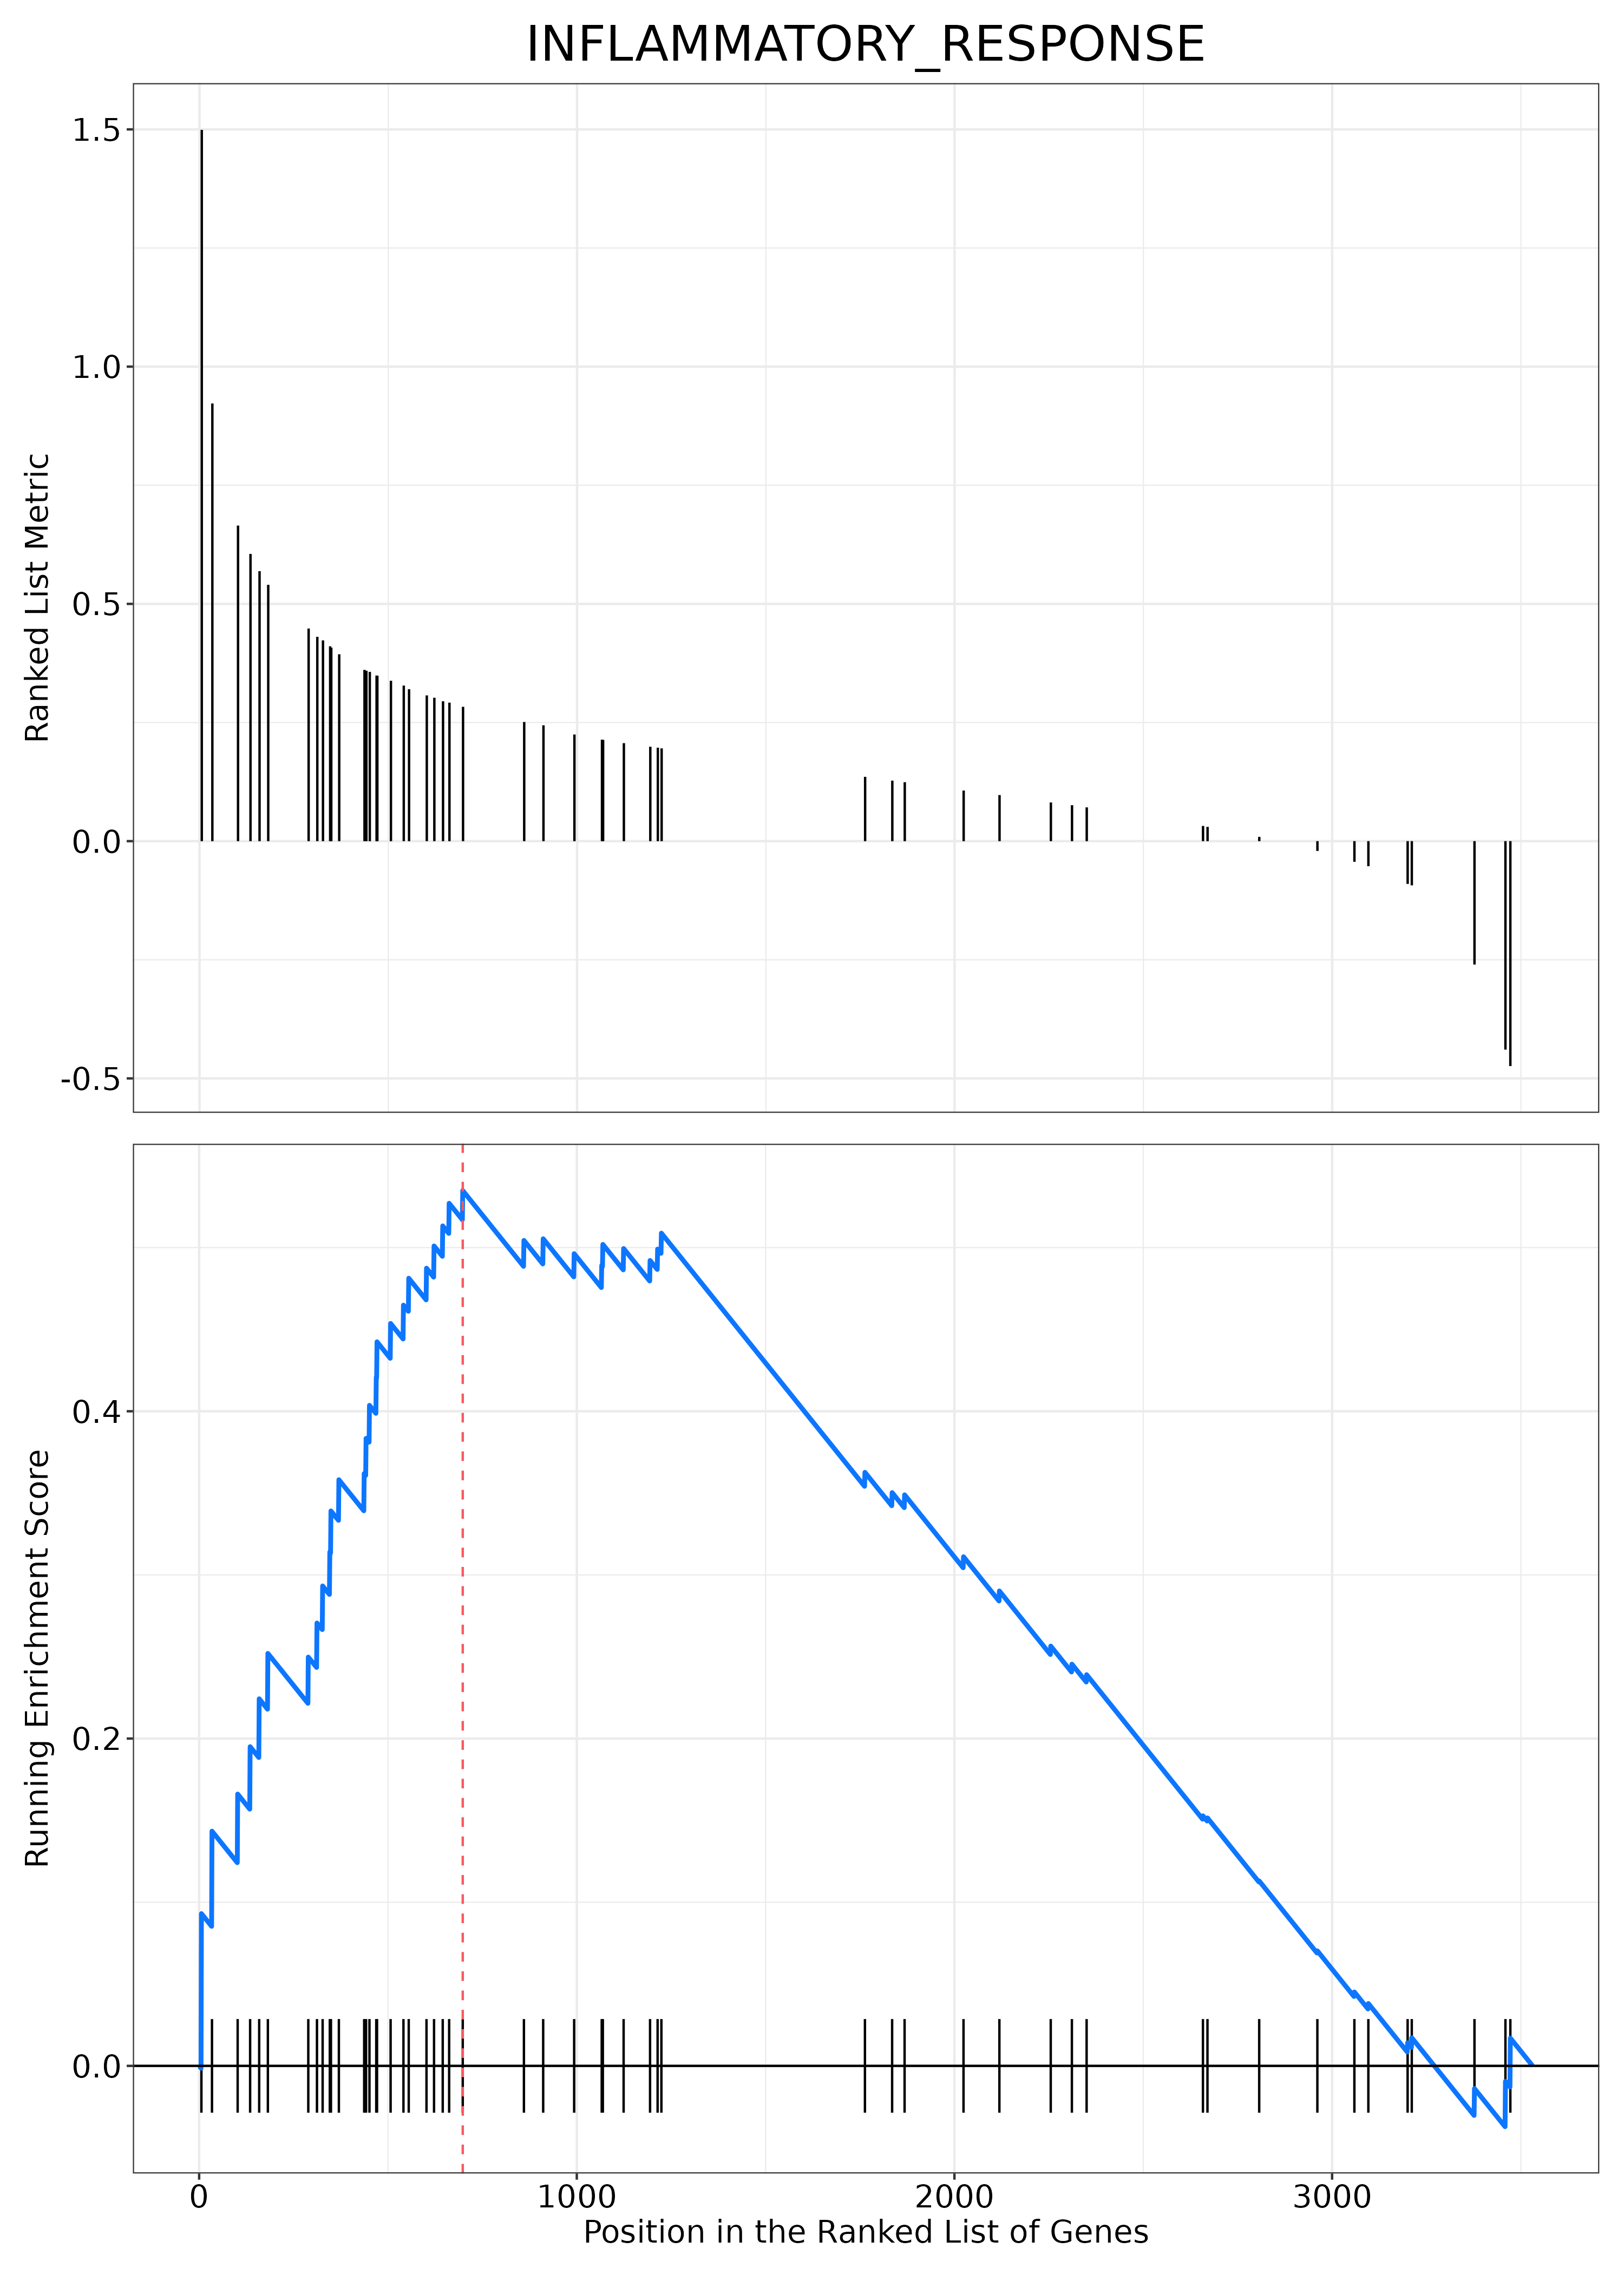 INFLAMMATORY_RESPONSE
Ranked List Metric
1.5
1.0
0.5
0.0
-0.5
Running Enrichment Score
0.4
0.2
0.0
0 1000 2000 3000
Position in the Ranked List of Genes